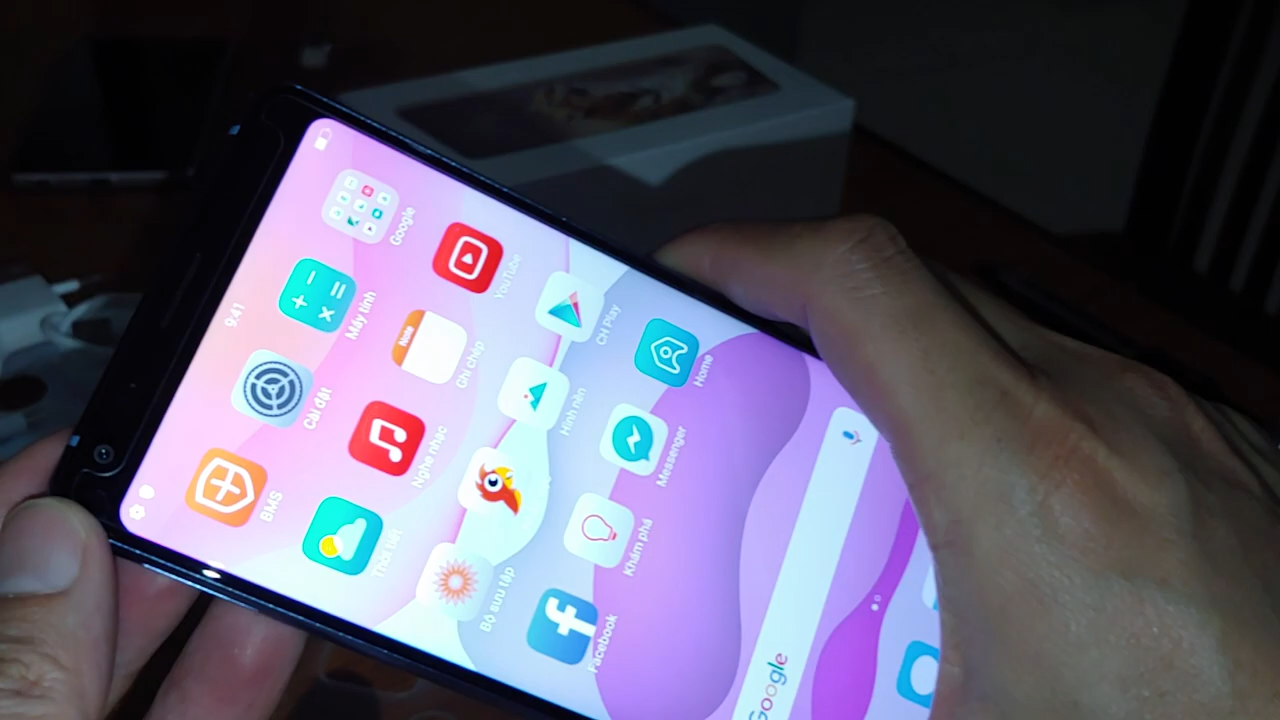 9:41
BMS
Cài đặt
Máy tính
Google
Thời tiết
Nghe nhạc
Note
Ghi chép
YouTube
Bộ sưu tập
Hình nền
CH Play
Facebook
Khám phá
Messenger
Home
Google